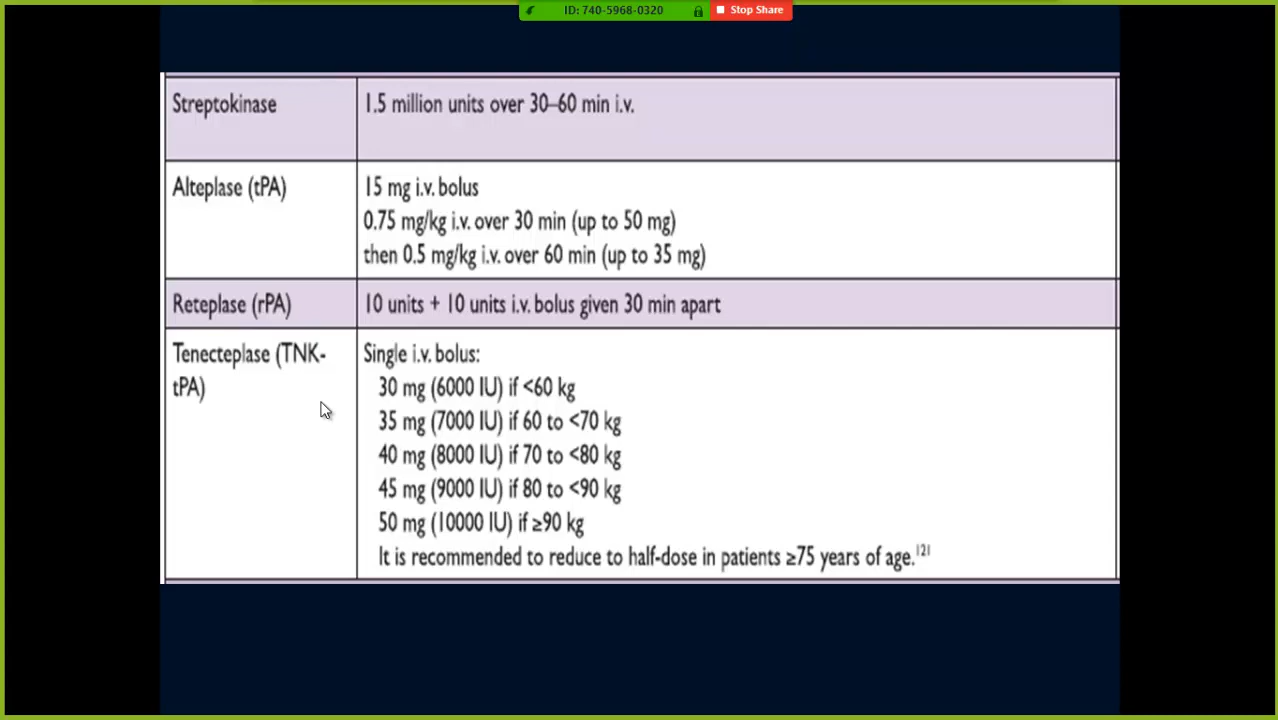 ID: 740-5968-0320
Stop Share
Streptokinase
1.5 million units over 30–60 min i.v.
Alteplase (tPA)
15 mg i.v. bolus
0.75 mg/kg i.v. over 30 min (up to 50 mg)
then 0.5 mg/kg i.v. over 60 min (up to 35 mg)
Reteplase (rPA)
10 units + 10 units i.v. bolus given 30 min apart
Tenecteplase (TNK-
tPA)
Single i.v. bolus:
30 mg (6000 IU) if <60 kg
35 mg (7000 IU) if 60 to <70 kg
40 mg (8000 IU) if 70 to <80 kg
45 mg (9000 IU) if 80 to <90 kg
50 mg (10000 IU) if ≥90 kg
It is recommended to reduce to half-dose in patients ≥75 years of age.¹²¹